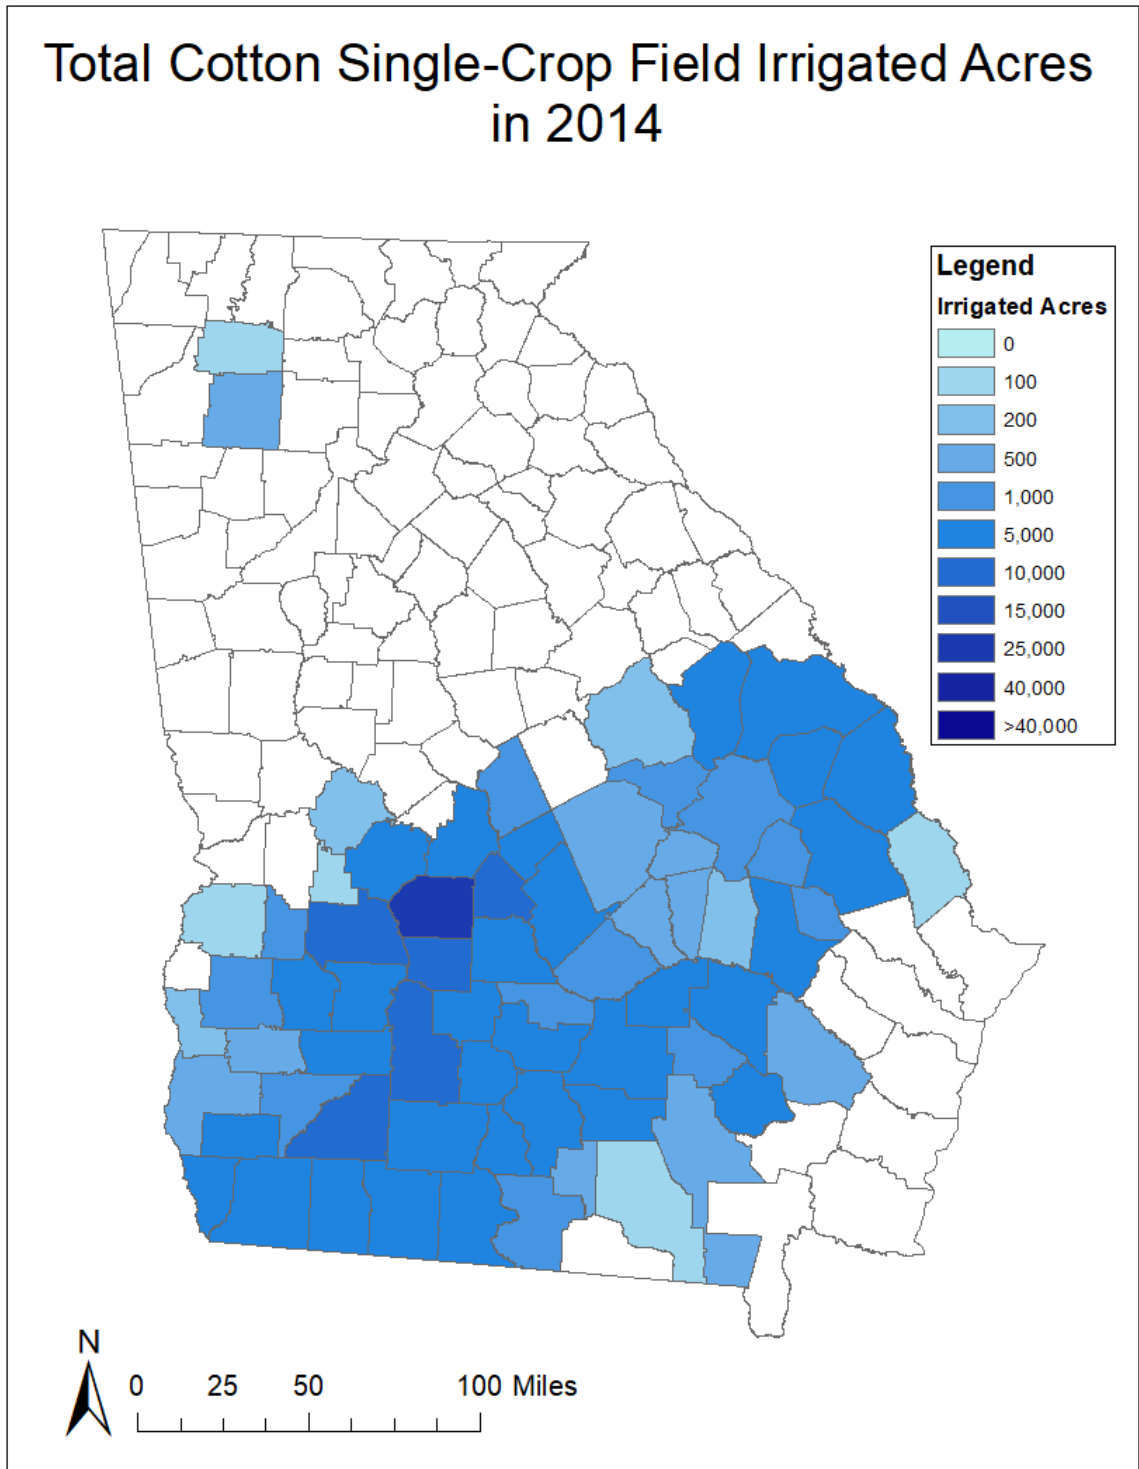 Total Cotton Single-Crop Field Irrigated Acres
in 2014
Legend
Irrigated Acres
0
100
200
500
1,000
5,000
10,000
15,000
25,000
40,000
>40,000
N
0 25 50 100 Miles